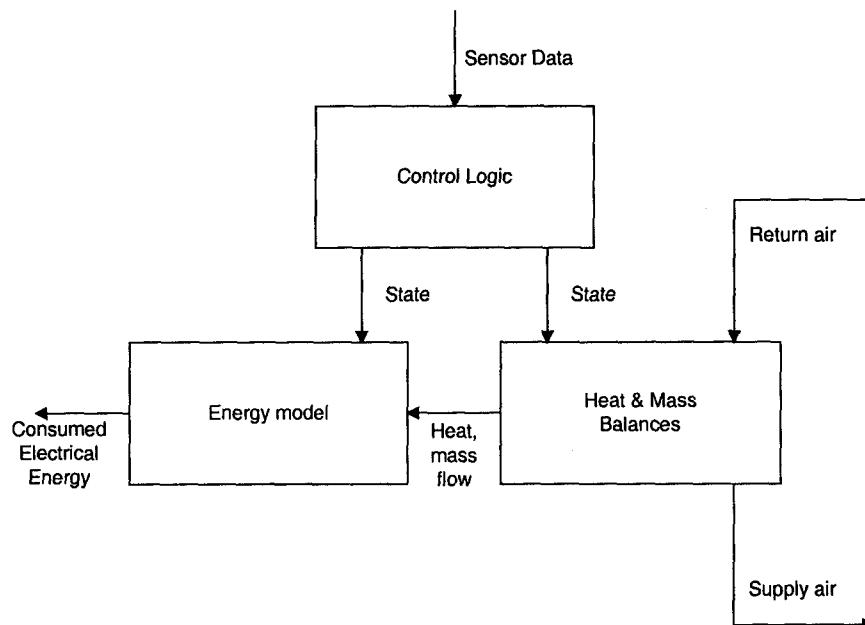 Sensor Data
Control Logic
Return air
State
State
Energy model
Heat & Mass
Balances
Consumed
Electrical
Energy
Heat,
mass
flow
Supply air